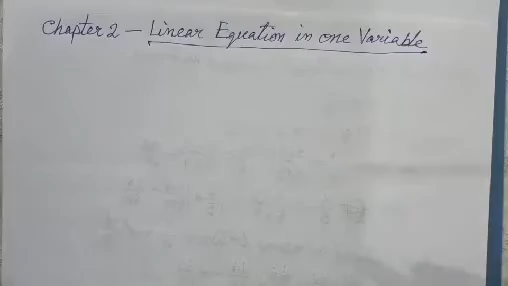 Chapter 2 — Linear Equation in one Variable